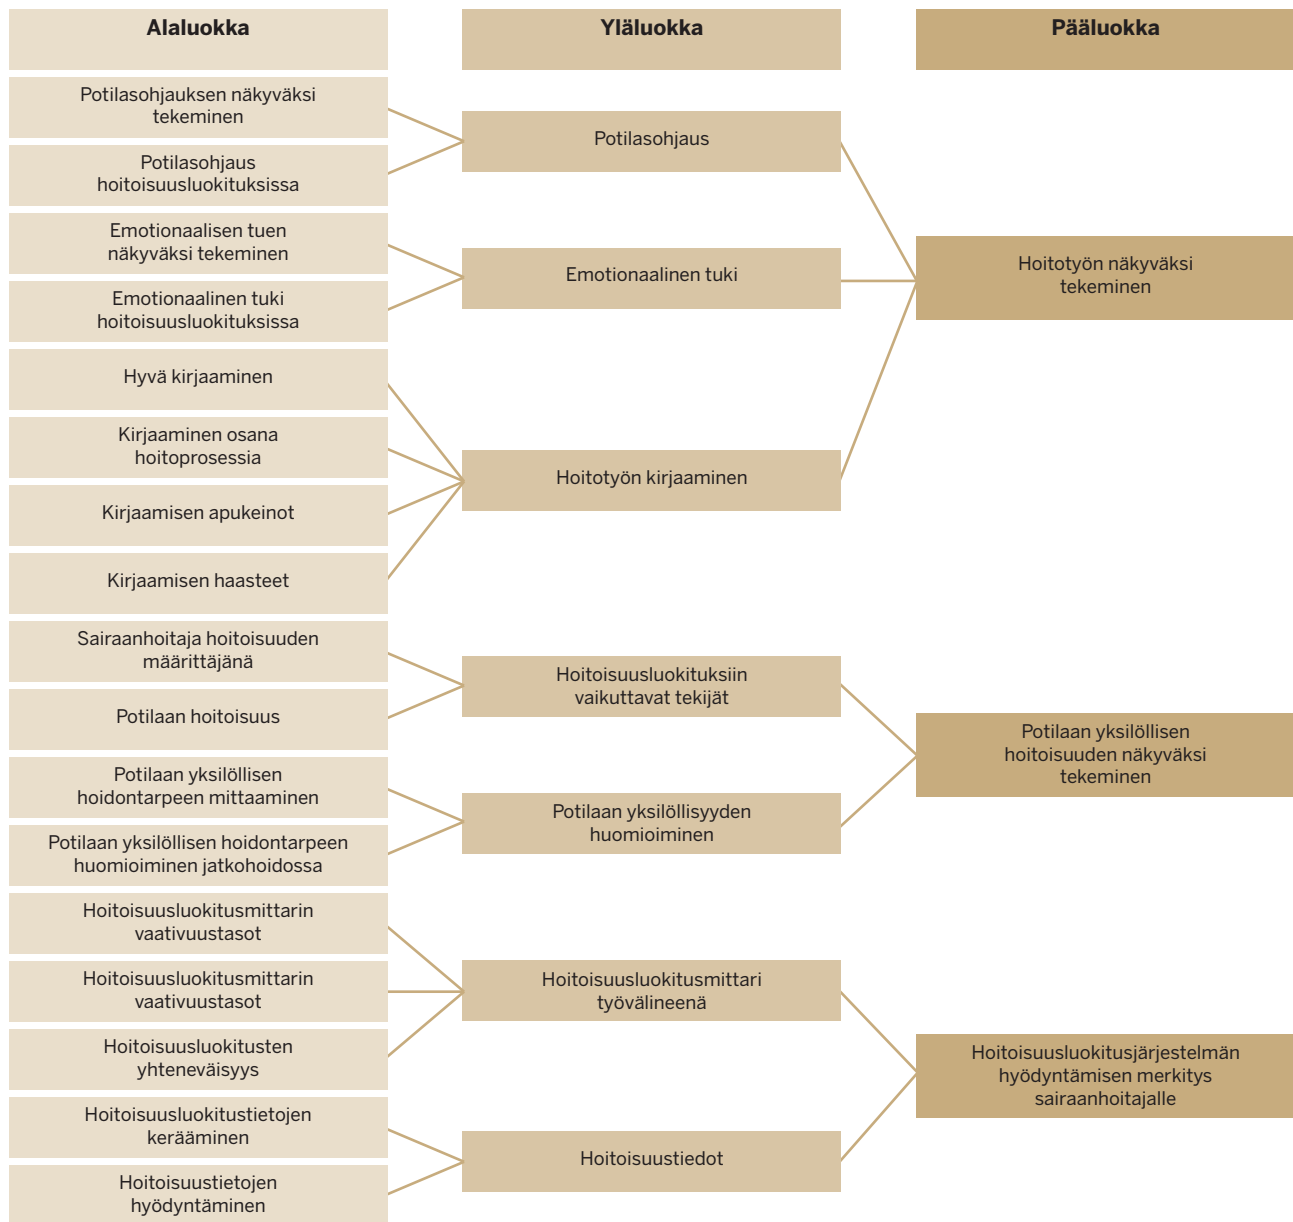 Alaluokka
Yläluokka
Pääluokka
Potilasohjauksen näkyväksi
tekeminen
Potilasohjaus
hoitoisuusluokituksissa
Emotionaalisen tuen
näkyväksi tekeminen
Emotionaalinen tuki
hoitoisuusluokituksissa
Hyvä kirjaaminen
Kirjaaminen osana
hoitoprosessia
Kirjaamisen apukeinot
Kirjaamisen haasteet
Sairaanhoitaja hoitoisuuden
määrittäjänä
Potilaan hoitoisuus
Potilaan yksilöllisen
hoidontarpeen mittaaminen
Potilaan yksilöllisen hoidontarpeen
huomioiminen jatkohoidossa
Hoitoisuusluokitusmittarin
vaativuustasot
Hoitoisuusluokitusmittarin
vaativuustasot
Hoitoisuusluokitusten
yhteneväisyys
Hoitoisuusluokitustietojen
kerääminen
Hoitoisuustietojen
hyödyntäminen
Potilasohjaus
Emotionaalinen tuki
Hoitotyön kirjaaminen
Hoitoisuusluokituksiin
vaikuttavat tekijät
Potilaan yksilöllisyyden
huomioiminen
Hoitoisuusluokitusmittari
työvälineenä
Hoitoisuustiedot
Hoitotyön näkyväksi
tekeminen
Potilaan yksilöllisen
hoitoisuuden näkyväksi
tekeminen
Hoitoisuusluokitusjärjestelmän
hyödyntämisen merkitys
sairaanhoitajalle